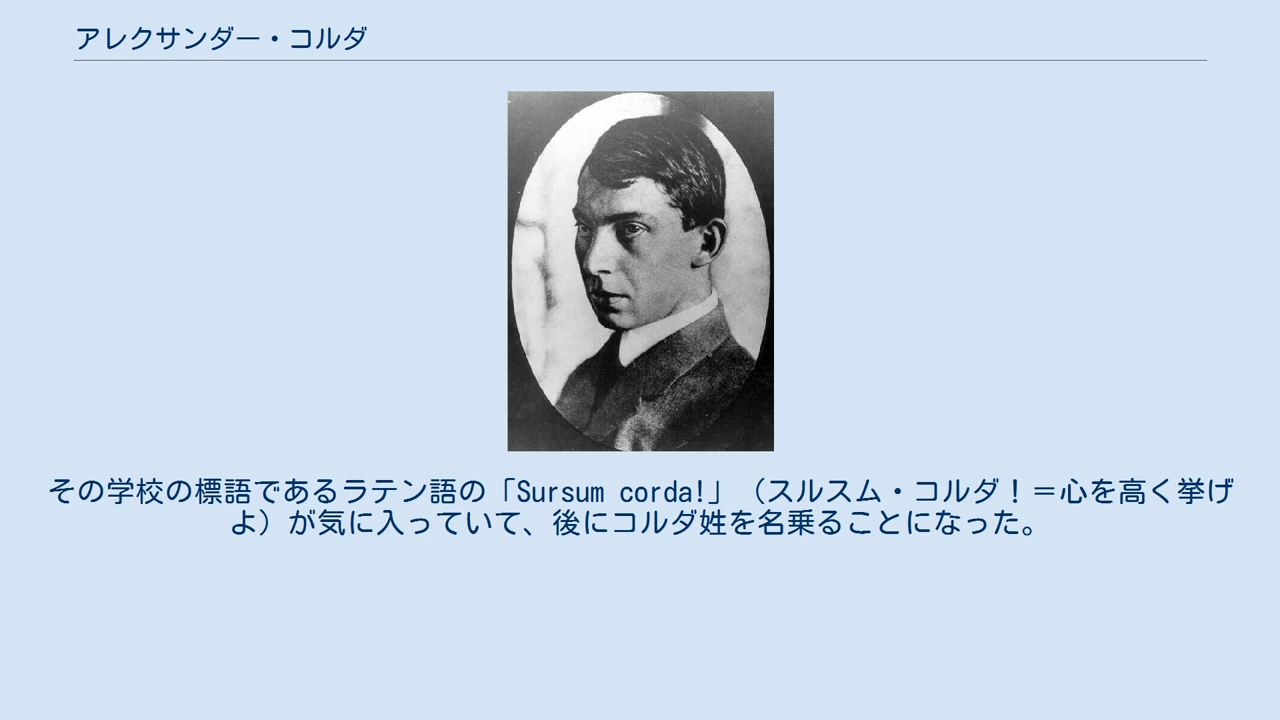 アレクサンダー・コルダ
その学校の標語であるラテン語の「Sursum corda!」（スルスム・コルダ！＝心を高く挙げ
よ）が気に入っていて、後にコルダ姓を名乗ることになった。